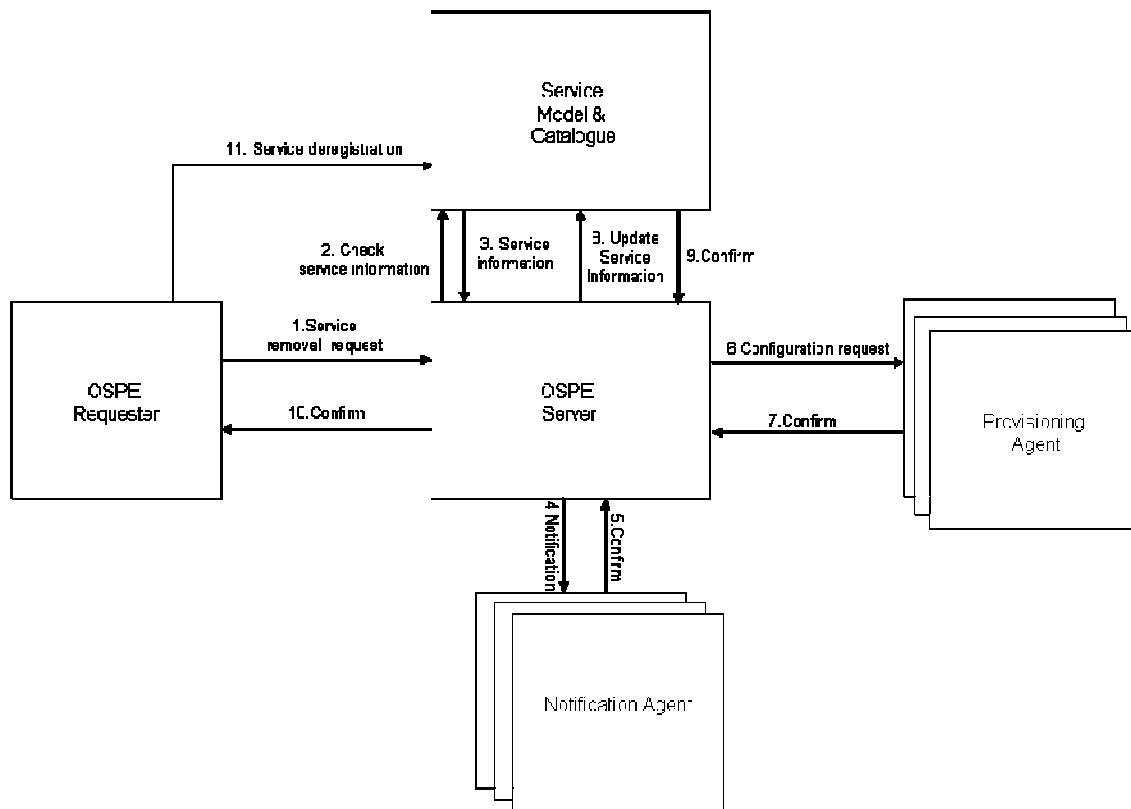 Service
Model &
Catalogue
11. Service deregistration
2. Check
service information
3. Service
information
3. Update
Service
Information
9.Confirm
1.Service
removal request
OSPE
Requester
10.Confirm
OSPE
Server
6 Configuration request
7.Confirm
Provisioning
Agent
4 Notification
5.Confirm
Notification Agent